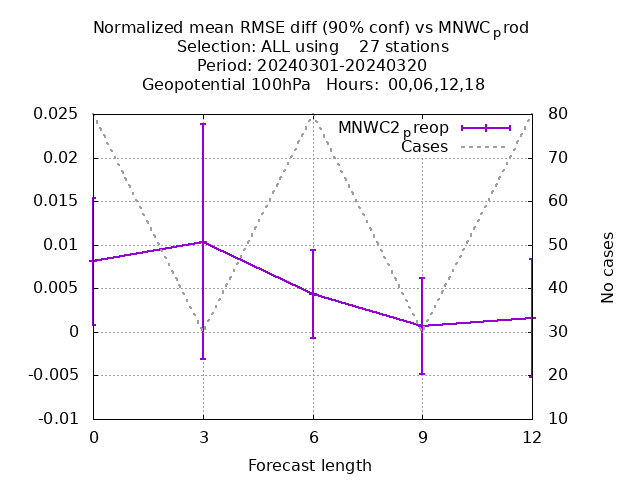 Normalized mean RMSE diff (90% conf) vs MNWCprod
Selection: ALL using    27 stations
Period: 20240301-20240320
Geopotential 100hPa   Hours:  00,06,12,18
MNWC2preop
Cases
0.025
0.02
0.015
0.01
0.005
0
-0.005
-0.01
80
70
60
50
40
30
20
10
No cases
0 3 6 9 12
Forecast length